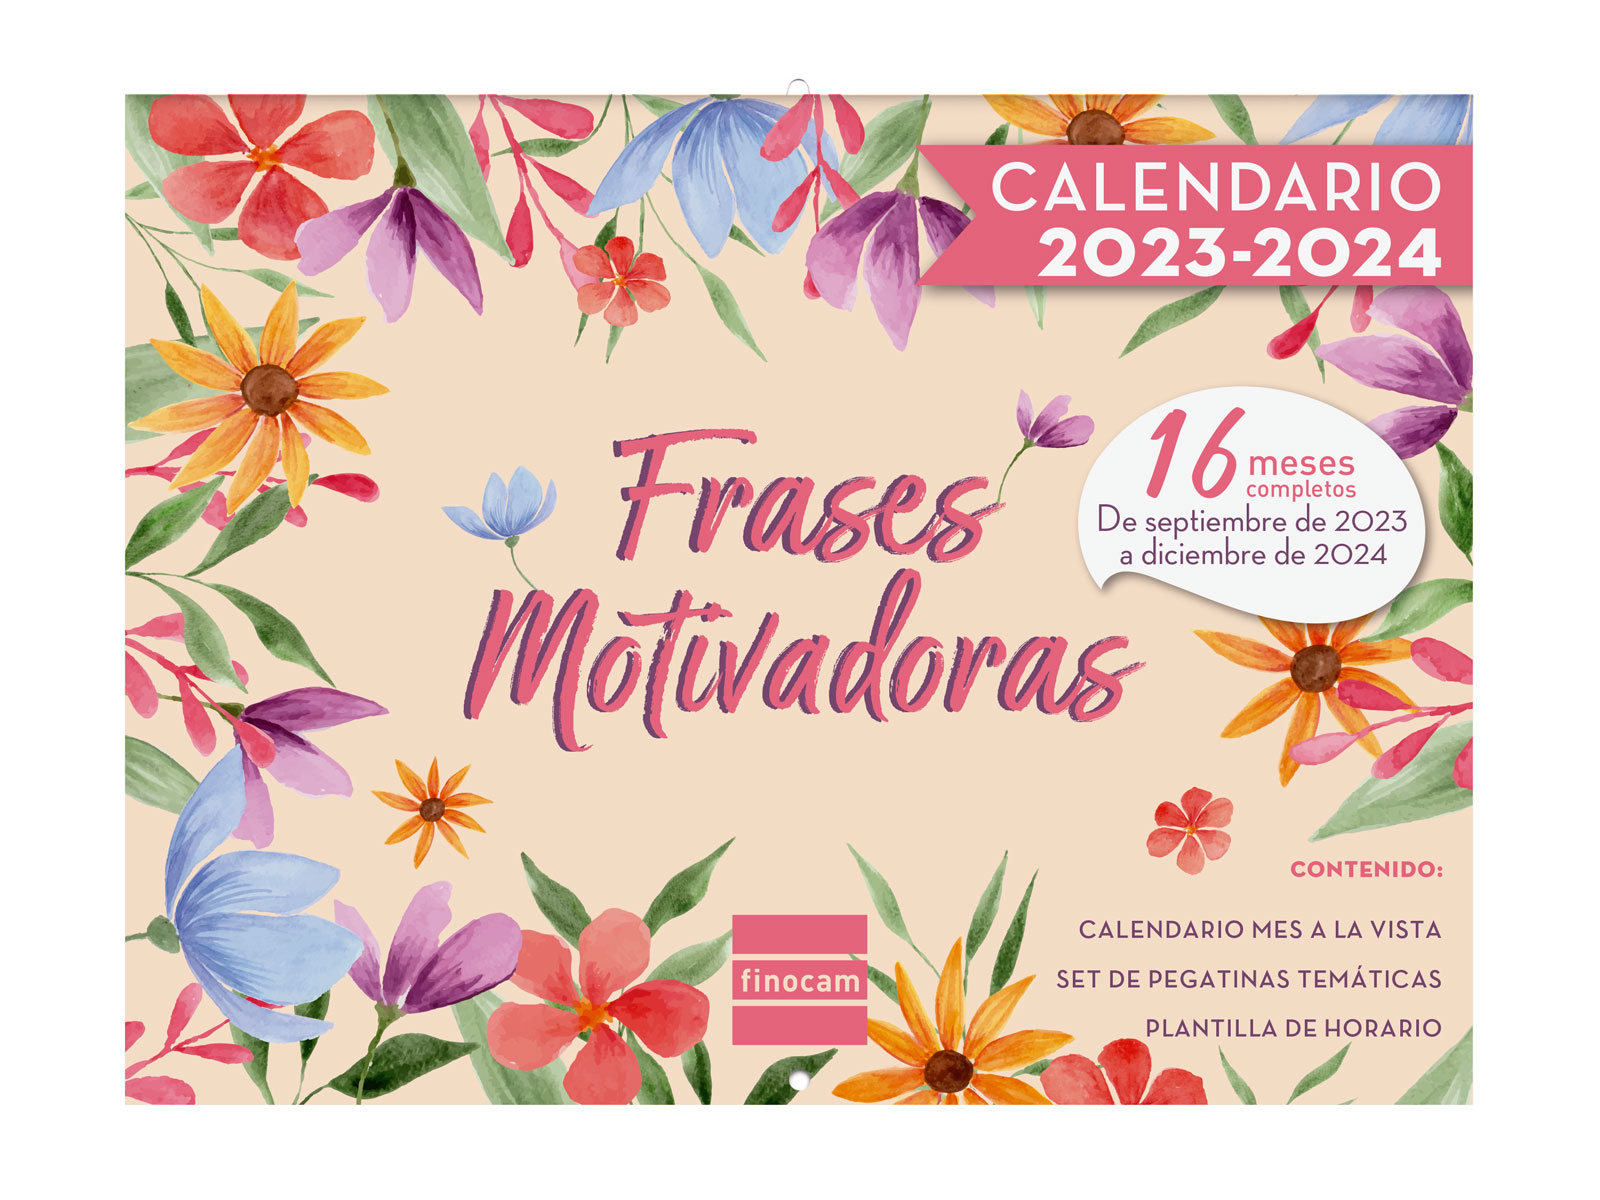 CALENDARIO
2023-2024
16 meses
completos
De septiembre de 2023
a diciembre de 2024
Frases
Motivadoras
CONTENIDO:
CALENDARIO MES A LA VISTA
SET DE PEGATINAS TEMÁTICAS
PLANTILLA DE HORARIO
finocam